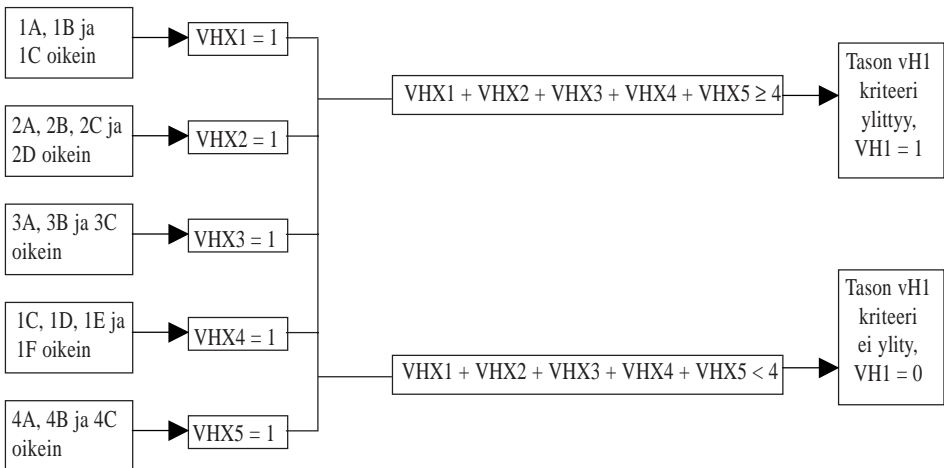 1A, 1B ja
1C oikein
VHX1 = 1
2A, 2B, 2C ja
2D oikein
VHX2 = 1
3A, 3B ja 3C
oikein
VHX3 = 1
1C, 1D, 1E ja
1F oikein
VHX4 = 1
4A, 4B ja 4C
oikein
VHX5 = 1
VHX1 + VHX2 + VHX3 + VHX4 + VHX5 ≥ 4
Tason vH1
kriteeri
ylittyy,
VH1 = 1
VHX1 + VHX2 + VHX3 + VHX4 + VHX5 < 4
Tason vH1
kriteeri
ei ylity,
VH1 = 0